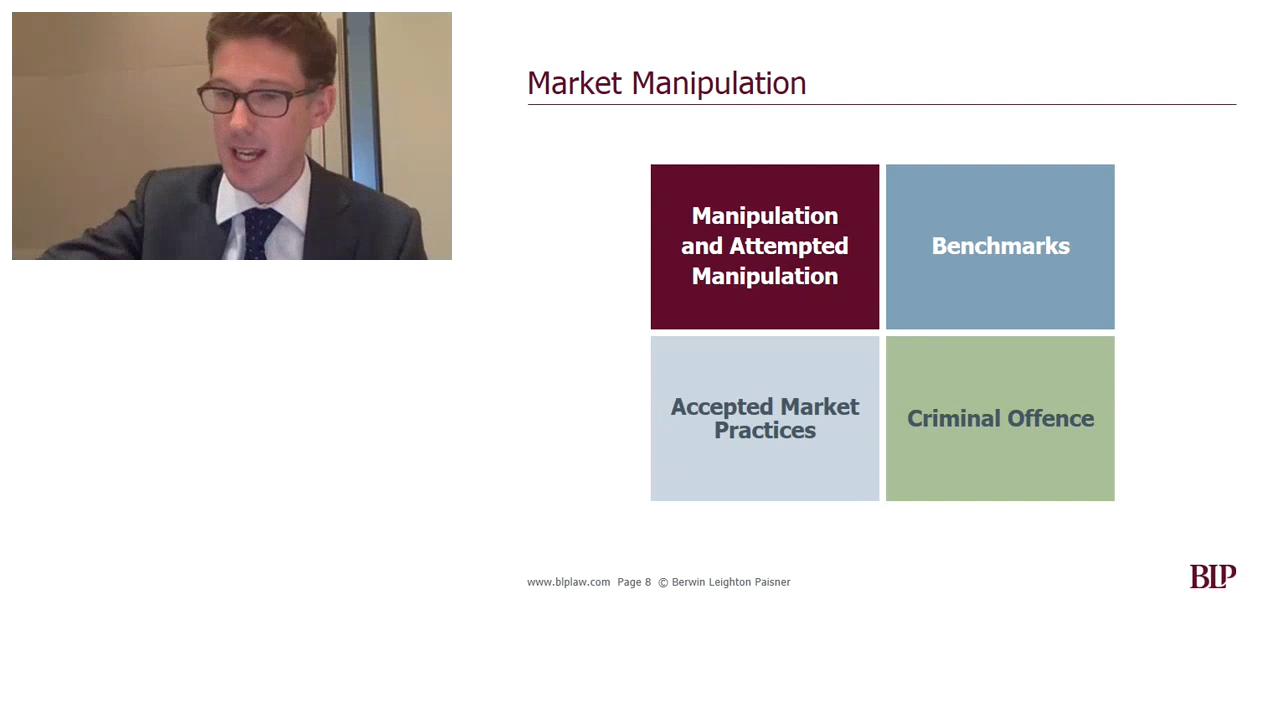 Market Manipulation
Manipulation
and Attempted
Manipulation
Benchmarks
Accepted Market
Practices
Criminal Offence
www.blplaw.com Page 8 © Berwin Leighton Paisner
BLP